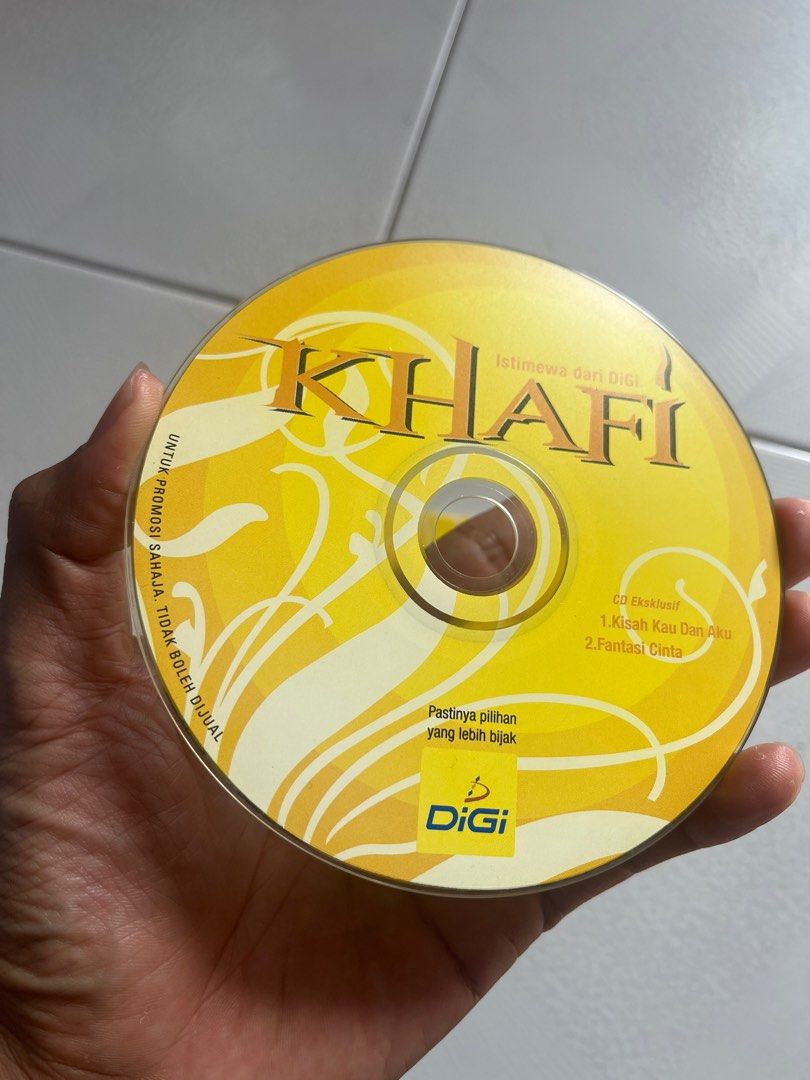 Istimewa dari DiGi
KHAFi
UNTUK PROMOSI SAHAJA. TIDAK BOLEH DIJUAL
CD Eksklusif
1.Kisah Kau Dan Aku
2.Fantasi Cinta
Pastinya pilihan
yang lebih bijak
DiGi